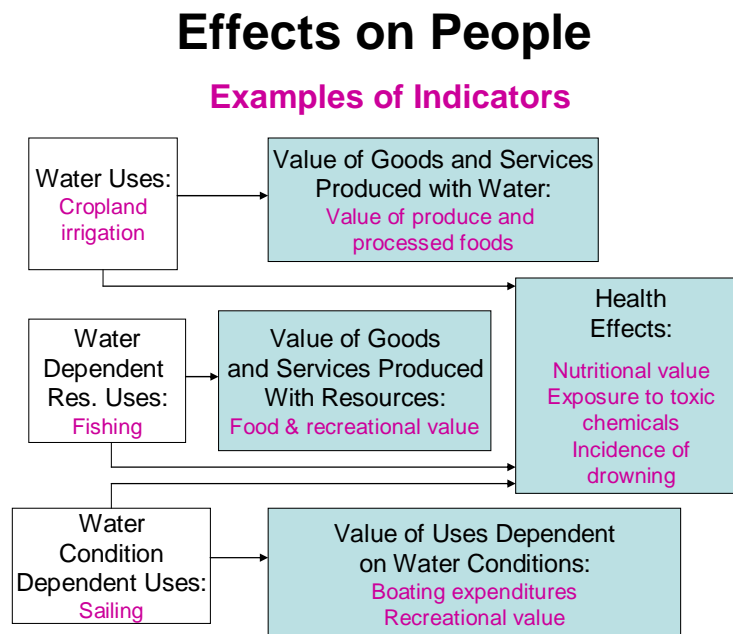 Effects on People
Examples of Indicators
Water Uses:
Cropland
irrigation
Value of Goods and Services
Produced with Water:
Value of produce and
processed foods
Health
Effects:
Nutritional value
Exposure to toxic
chemicals
Incidence of
drowning
Water
Dependent
Res. Uses:
Fishing
Value of Goods
and Services Produced
With Resources:
Food & recreational value
Water
Condition
Dependent Uses:
Sailing
Value of Uses Dependent
on Water Conditions:
Boating expenditures
Recreational value